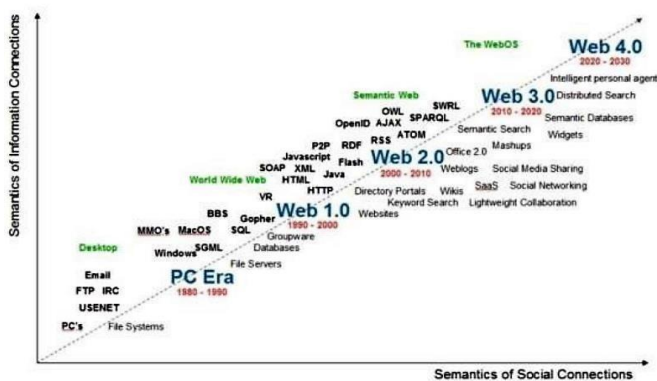 Semantics of Information Connections
The WebOS
Web 4.0
2020 - 2030
Intelligent personal agent
Semantic Web
Web 3.0
2010 - 2020
Distributed Search
SWRL
OWL
SPARQL
OpenID AJAX
ATOM
Semantic Databases
Semantic Search
Widgets
RSS
P2P RDF
Office 2.0
Mashups
Javascript
Flash
Web 2.0
2000 - 2010
SOAP XML
Java
Weblogs
Social Media Sharing
World Wide Web
HTML
HTTP
Directory Portals
Wikis
SaaS
Social Networking
VR
Keyword Search
Lightweight Collaboration
BBS
Gopher
Web 1.0
1990 - 2000
Websites
MMO's MacOS
SQL
Groupware
Desktop
SGML
Databases
Windows
File Servers
Email
PC Era
1980 - 1990
FTP IRC
USENET
PC's
File Systems
Semantics of Social Connections